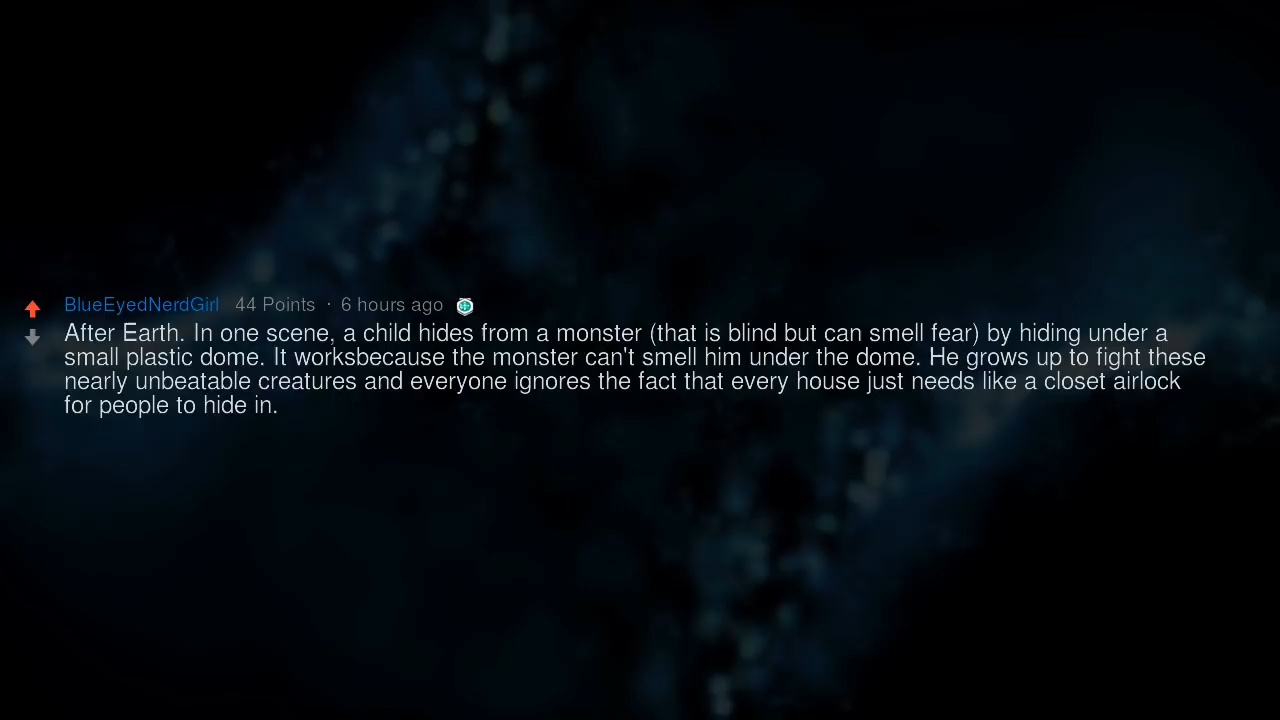 BlueEyedNerdGirl 44 Points · 6 hours ago
After Earth. In one scene, a child hides from a monster (that is blind but can smell fear) by hiding under a
small plastic dome. It worksbecause the monster can't smell him under the dome. He grows up to fight these
nearly unbeatable creatures and everyone ignores the fact that every house just needs like a closet airlock
for people to hide in.